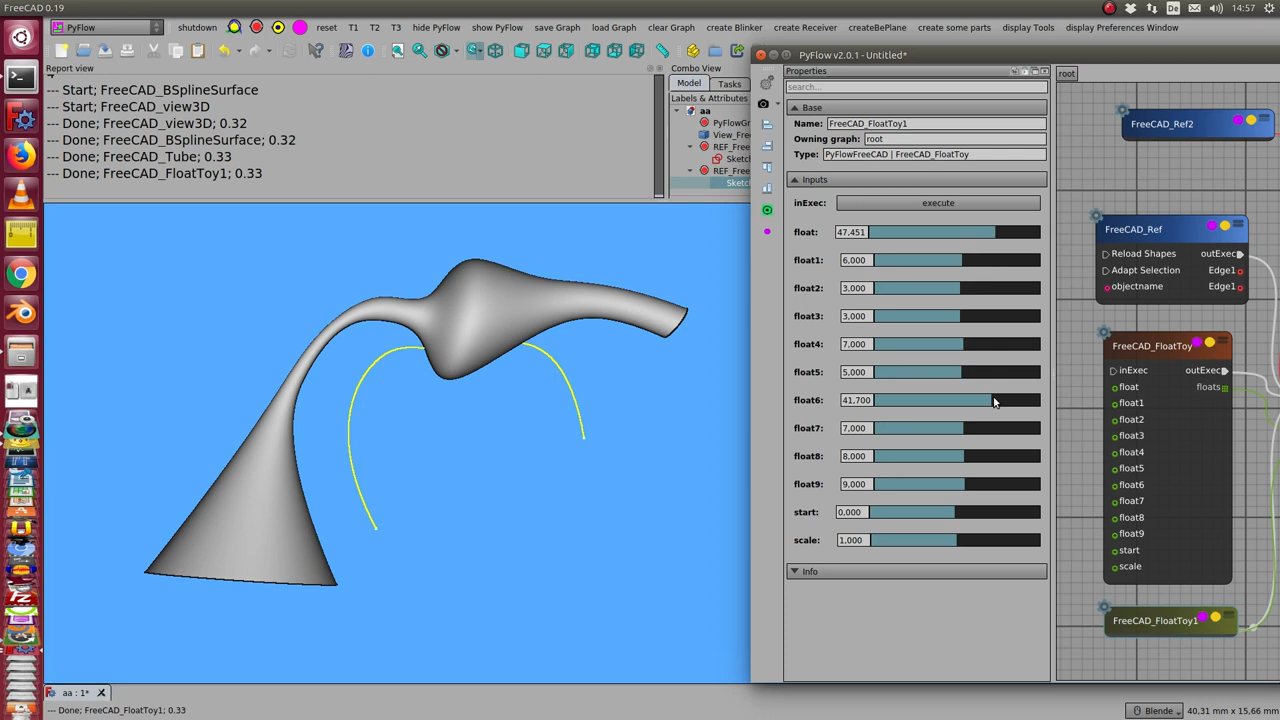 FreeCAD 0.19
De
14:57
PyFlow
shutdown
reset
T1
T2
T3
hide PyFlow
show PyFlow
save Graph
load Graph
clear Graph
create Blinker
create Receiver
createBePlane
create some parts
display Tools
display Preferences Window
Report view
--- Start; FreeCAD_BSplineSurface
--- Start; FreeCAD_view3D
--- Done; FreeCAD_view3D; 0.32
--- Done; FreeCAD_BSplineSurface; 0.32
--- Done; FreeCAD_Tube; 0.33
--- Done; FreeCAD_FloatToy1; 0.33
Combo View
Model
Tasks
Labels & Attributes
aa
PyFlowGr
View_Free
REF_Free
Sketc
REF_Free
Sketc
PyFlow v2.0.1 - Untitled*
Properties
search...
Base
Name: FreeCAD_FloatToy1
Owning graph: root
Type: PyFlowFreeCAD | FreeCAD_FloatToy
Inputs
inExec: execute
float: 47,451
float1: 6,000
float2: 3,000
float3: 3,000
float4: 7,000
float5: 5,000
float6: 41,700
float7: 7,000
float8: 8,000
float9: 9,000
start: 0,000
scale: 1,000
Info
root
FreeCAD_Ref2
FreeCAD_Ref
Reload Shapes outExec
Adapt Selection Edge1
objectname Edge1
FreeCAD_FloatToy
inExec outExec
float floats
float1
float2
float3
float4
float5
float6
float7
float8
float9
start
scale
FreeCAD_FloatToy1
aa : 1*
--- Done; FreeCAD_FloatToy1; 0.33
Blende
40,31 mm x 15,66 mm